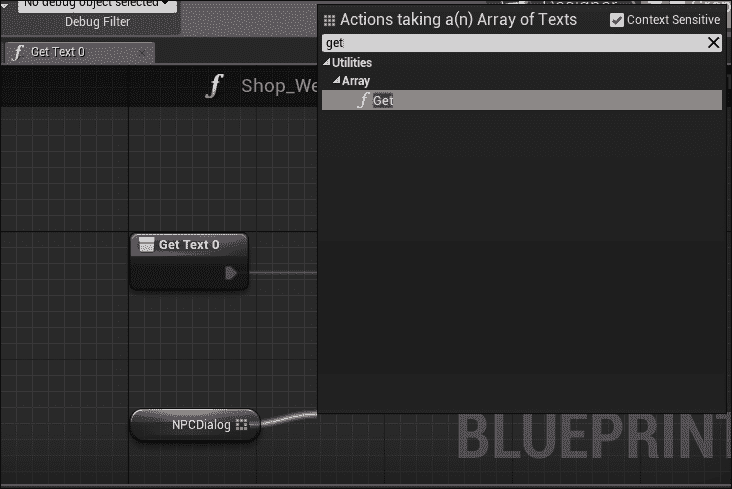 No debug object selected
Debug Filter
Get Text 0
Actions taking a(n) Array of Texts
Context Sensitive
get
Utilities
Array
f Get
Get Text 0
NPCDialog
BLUEPRINT